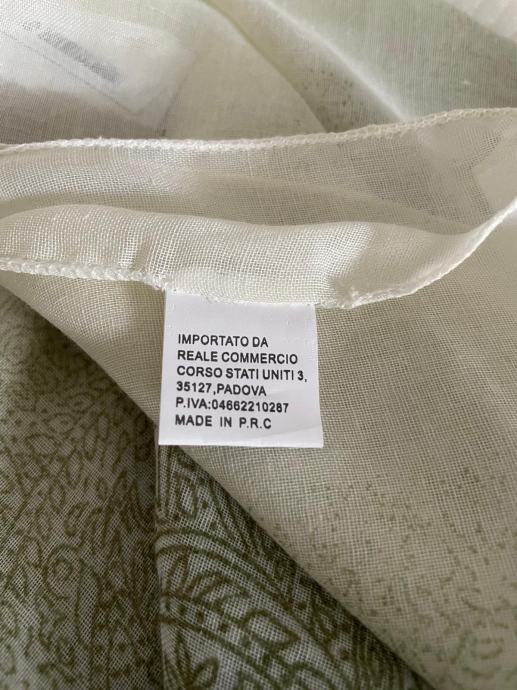 IMPORTATO DA
REALE COMMERCIO
CORSO STATI UNITI 3,
35127,PADOVA
P.IVA:04662210287
MADE IN P.R.C